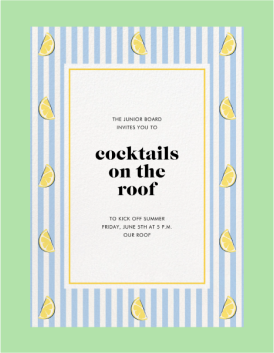 THE JUNIOR BOARD
INVITES YOU TO
cocktails
on the
roof
TO KICK OFF SUMMER
FRIDAY, JUNE 5TH AT 5 P.M.
OUR ROOF